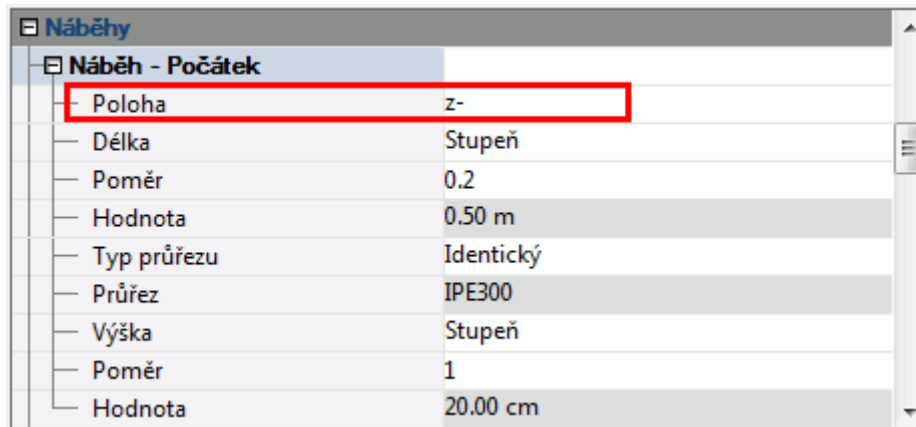 Náběhy
Náběh - Počátek
Poloha z-
Délka Stupeň
Poměr 0.2
Hodnota 0.50 m
Typ průřezu Identický
Průřez IPE300
Výška Stupeň
Poměr 1
Hodnota 20.00 cm